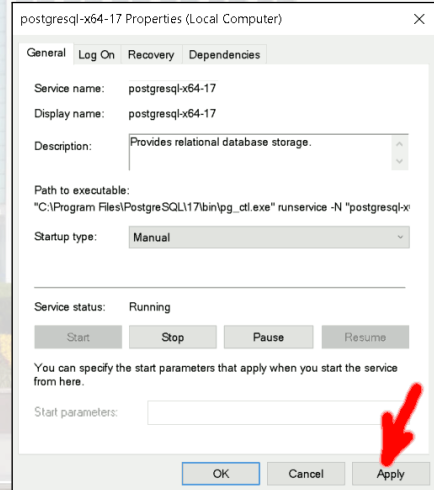 postgresql-x64-17 Properties (Local Computer)
General Log On Recovery Dependencies
Service name: postgresql-x64-17
Display name: postgresql-x64-17
Description: Provides relational database storage.
Path to executable:
"C:\Program Files\PostgreSQL\17\bin\pg_ctl.exe" runservice -N "postgresql-x
Startup type: Manual
Service status: Running
Start Stop Pause Resume
You can specify the start parameters that apply when you start the service
from here.
Start parameters:
OK Cancel Apply